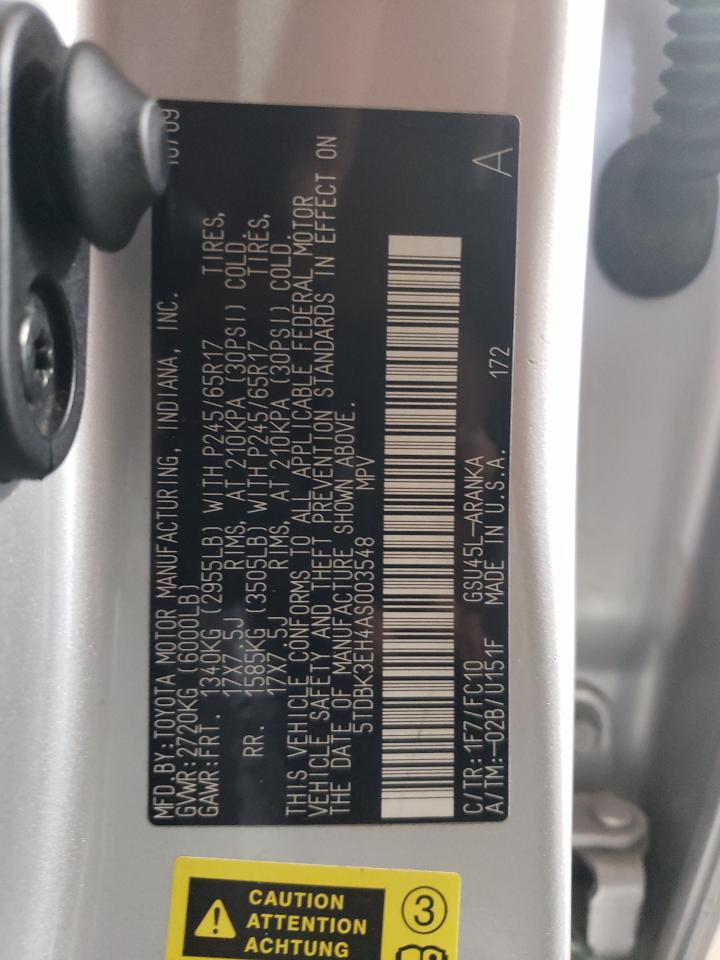 MFD BY:TOYOTA MOTOR MANUFACTURING, INDIANA, INC. 10/09
GVWR:2720KG (6000LB)
GAWR:FRT. 1340KG (2955LB) WITH P245/65R17 TIRES,
17X7.5J RIMS, AT 210KPA (30PSI) COLD.
RR. 1585KG (3505LB) WITH P245/65R17 TIRES,
17X7.5J RIMS, AT 210KPA (30PSI) COLD.
THIS VEHICLE CONFORMS TO ALL APPLICABLE FEDERAL MOTOR
VEHICLE SAFETY AND THEFT PREVENTION STANDARDS IN EFFECT ON
THE DATE OF MANUFACTURE SHOWN ABOVE.
5TDBK3EH4AS003548 MPV
C/TR:1F7/FC10 GSU45L-ARANKA
A/TM:-02B/U151F MADE IN U.S.A. 172
A
CAUTION
ATTENTION
ACHTUNG
3